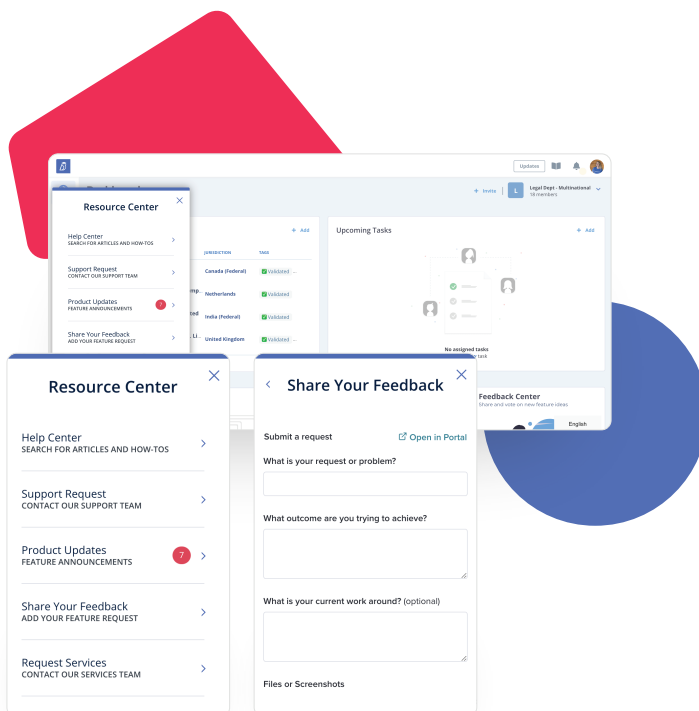 Updates
+ Invite
L
Legal Dept - Multinational
18 members
Resource Center
Help Center
SEARCH FOR ARTICLES AND HOW-TOS
Support Request
CONTACT OUR SUPPORT TEAM
Product Updates
FEATURE ANNOUNCEMENTS
7
Share Your Feedback
ADD YOUR FEATURE REQUEST
+ Add
JURISDICTION TASK
Canada (Federal) Validated ...
Netherlands Validated
India (Federal) Validated
United Kingdom Validated ...
Upcoming Tasks
+ Add
No assigned tasks
task
Feedback Center
Share and vote on new feature ideas
English
Resource Center
Help Center
SEARCH FOR ARTICLES AND HOW-TOS
Support Request
CONTACT OUR SUPPORT TEAM
Product Updates
FEATURE ANNOUNCEMENTS
7
Share Your Feedback
ADD YOUR FEATURE REQUEST
Request Services
CONTACT OUR SERVICES TEAM
Share Your Feedback
Submit a request
Open in Portal
What is your request or problem?
What outcome are you trying to achieve?
What is your current work around? (optional)
Files or Screenshots